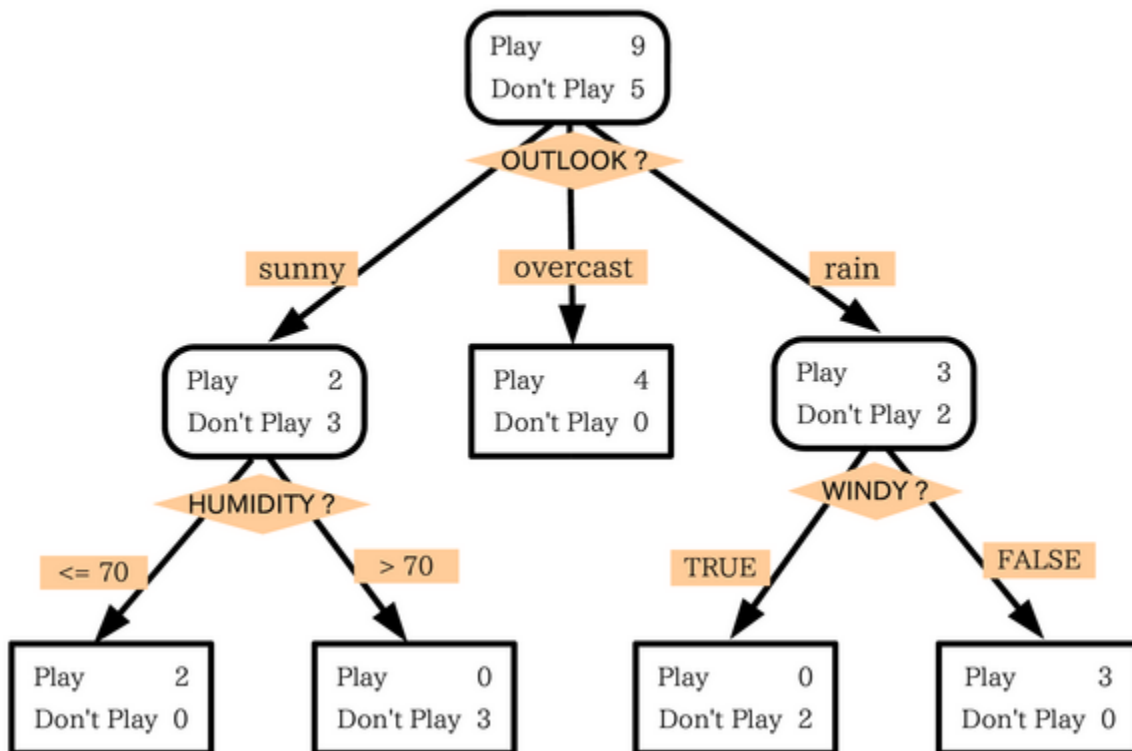 Play 9
Don't Play 5
OUTLOOK ?
sunny
overcast
rain
Play 2
Don't Play 3
Play 4
Don't Play 0
Play 3
Don't Play 2
HUMIDITY ?
WINDY ?
<= 70
> 70
TRUE
FALSE
Play 2
Don't Play 0
Play 0
Don't Play 3
Play 0
Don't Play 2
Play 3
Don't Play 0